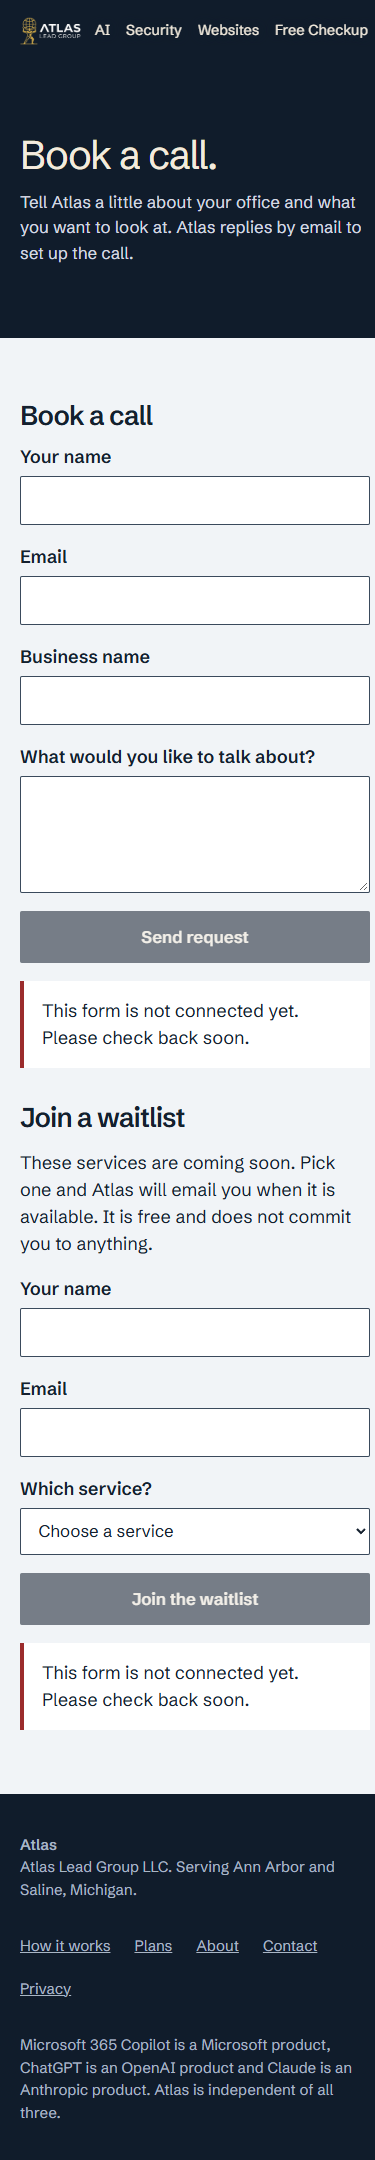 ATLAS
LEAD GROUP
AI Security Websites Free Checkup
Book a call.
Tell Atlas a little about your office and what
you want to look at. Atlas replies by email to
set up the call.
Book a call
Your name
Email
Business name
What would you like to talk about?
Send request
This form is not connected yet.
Please check back soon.
Join a waitlist
These services are coming soon. Pick
one and Atlas will email you when it is
available. It is free and does not commit
you to anything.
Your name
Email
Which service?
Choose a service
Join the waitlist
This form is not connected yet.
Please check back soon.
Atlas
Atlas Lead Group LLC. Serving Ann Arbor and
Saline, Michigan.
How it works Plans About Contact
Privacy
Microsoft 365 Copilot is a Microsoft product,
ChatGPT is an OpenAI product and Claude is an
Anthropic product. Atlas is independent of all
three.